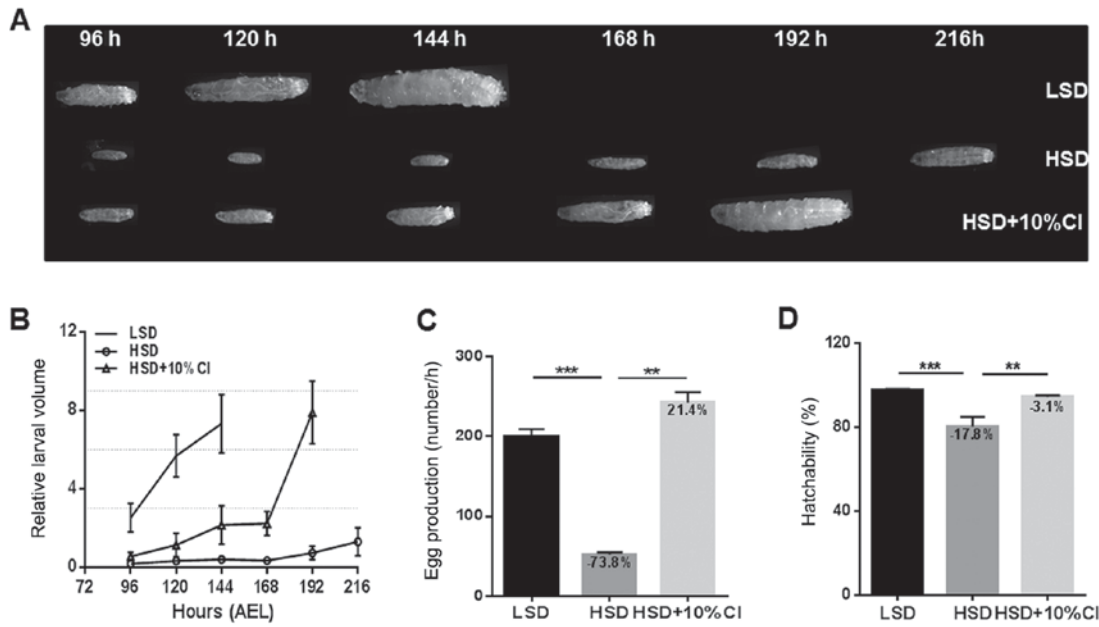 A
96 h 120 h 144 h 168 h 192 h 216h
LSD
HSD
HSD+10%CI
B
12
8
4
0
Relative larval volume
LSD
HSD
HSD+10% CI
72 96 120 144 168 192 216
Hours (AEL)
C
300
200
100
0
Egg production (number/h)
*** **
-73.8%
21.4%
LSD HSD HSD+10%CI
D
120
80
40
0
Hatchability (%)
*** **
-17.8%
-3.1%
LSD HSD HSD+10%CI